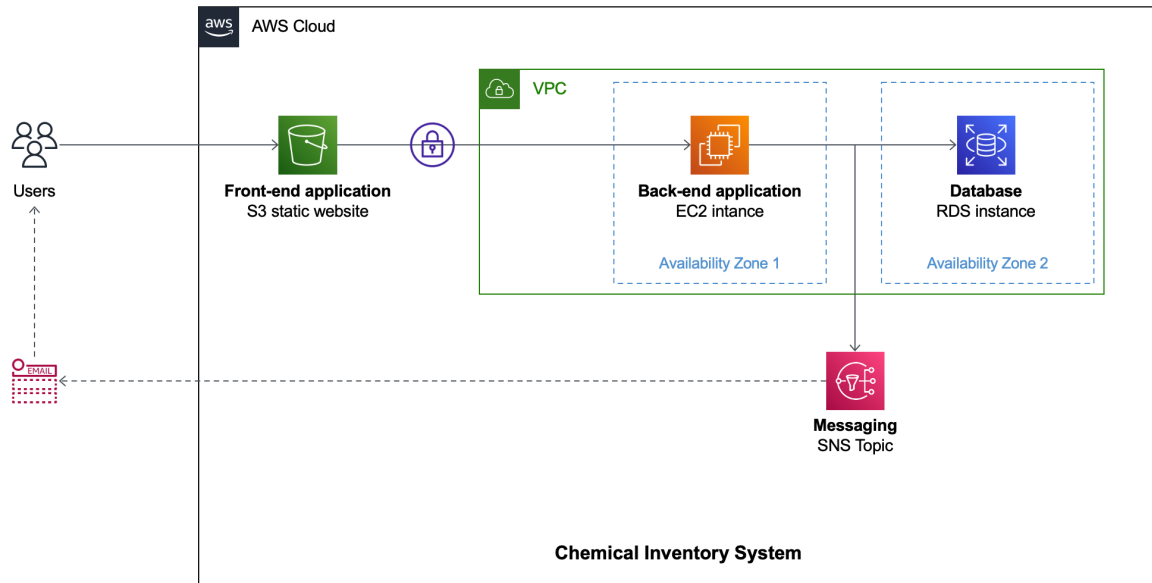 aws
AWS Cloud
VPC
Users
Front-end application
S3 static website
Back-end application
EC2 intance
Database
RDS instance
Availability Zone 1
Availability Zone 2
EMAIL
Messaging
SNS Topic
Chemical Inventory System